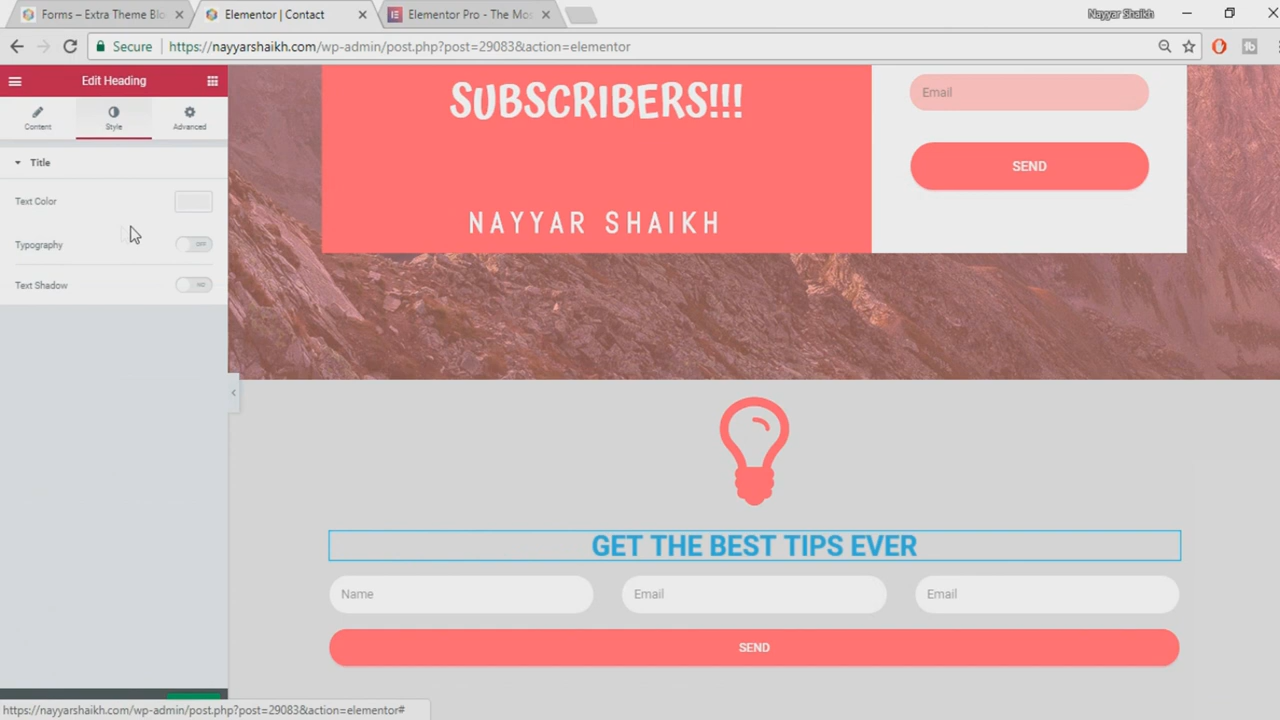 Forms – Extra Theme Blo
Elementor | Contact
Elementor Pro - The Mos
Nayyar Shaikh
Secure
https://nayyarshaikh.com/wp-admin/post.php?post=29083&action=elementor
Edit Heading
Content
Style
Advanced
Title
Text Color
Typography
OFF
Text Shadow
NO
SUBSCRIBERS!!!
NAYYAR SHAIKH
Email
SEND
GET THE BEST TIPS EVER
Name
Email
Email
SEND
https://nayyarshaikh.com/wp-admin/post.php?post=29083&action=elementor#